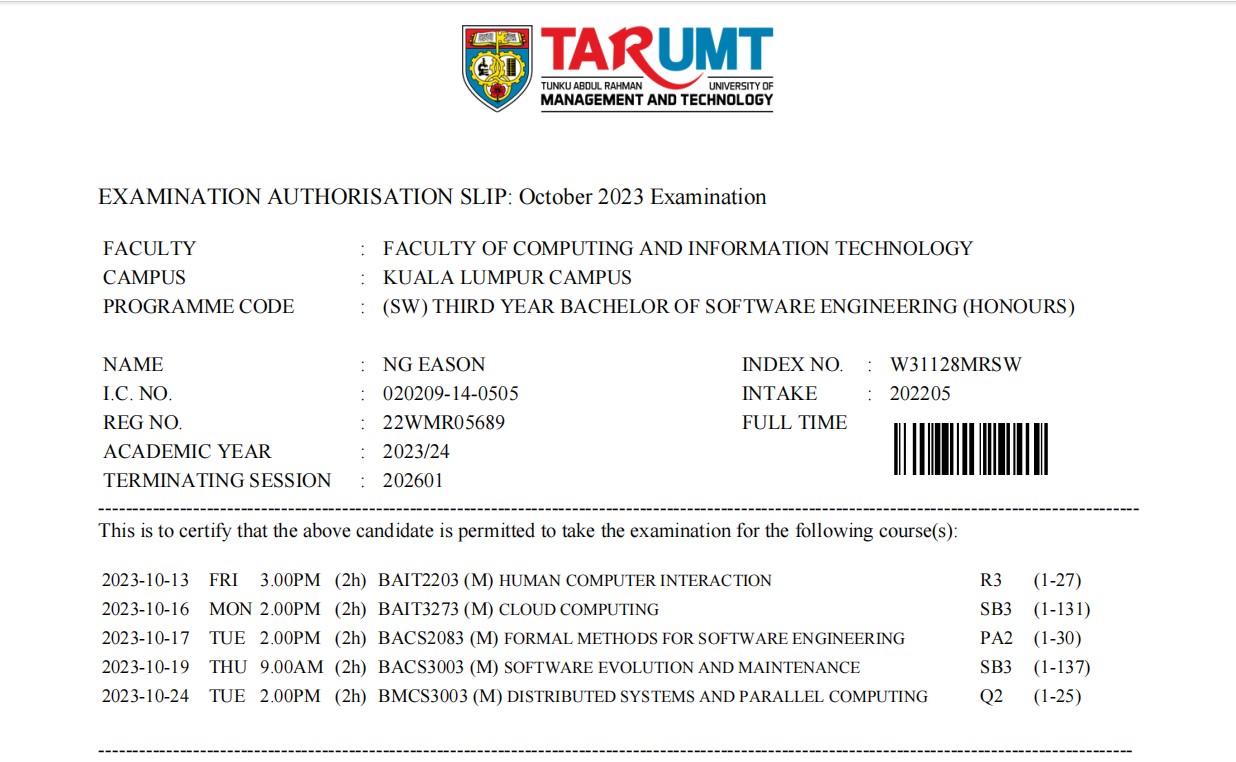 TARUMT
TUNKU ABDUL RAHMAN UNIVERSITY OF
MANAGEMENT AND TECHNOLOGY
EXAMINATION AUTHORISATION SLIP: October 2023 Examination
FACULTY : FACULTY OF COMPUTING AND INFORMATION TECHNOLOGY
CAMPUS : KUALA LUMPUR CAMPUS
PROGRAMME CODE : (SW) THIRD YEAR BACHELOR OF SOFTWARE ENGINEERING (HONOURS)
NAME : NG EASON INDEX NO. : W31128MRSW
I.C. NO. : 020209-14-0505 INTAKE : 202205
REG NO. : 22WMR05689 FULL TIME
ACADEMIC YEAR : 2023/24
TERMINATING SESSION : 202601
This is to certify that the above candidate is permitted to take the examination for the following course(s):
2023-10-13 FRI 3.00PM (2h) BAIT2203 (M) HUMAN COMPUTER INTERACTION R3 (1-27)
2023-10-16 MON 2.00PM (2h) BAIT3273 (M) CLOUD COMPUTING SB3 (1-131)
2023-10-17 TUE 2.00PM (2h) BACS2083 (M) FORMAL METHODS FOR SOFTWARE ENGINEERING PA2 (1-30)
2023-10-19 THU 9.00AM (2h) BACS3003 (M) SOFTWARE EVOLUTION AND MAINTENANCE SB3 (1-137)
2023-10-24 TUE 2.00PM (2h) BMCS3003 (M) DISTRIBUTED SYSTEMS AND PARALLEL COMPUTING Q2 (1-25)